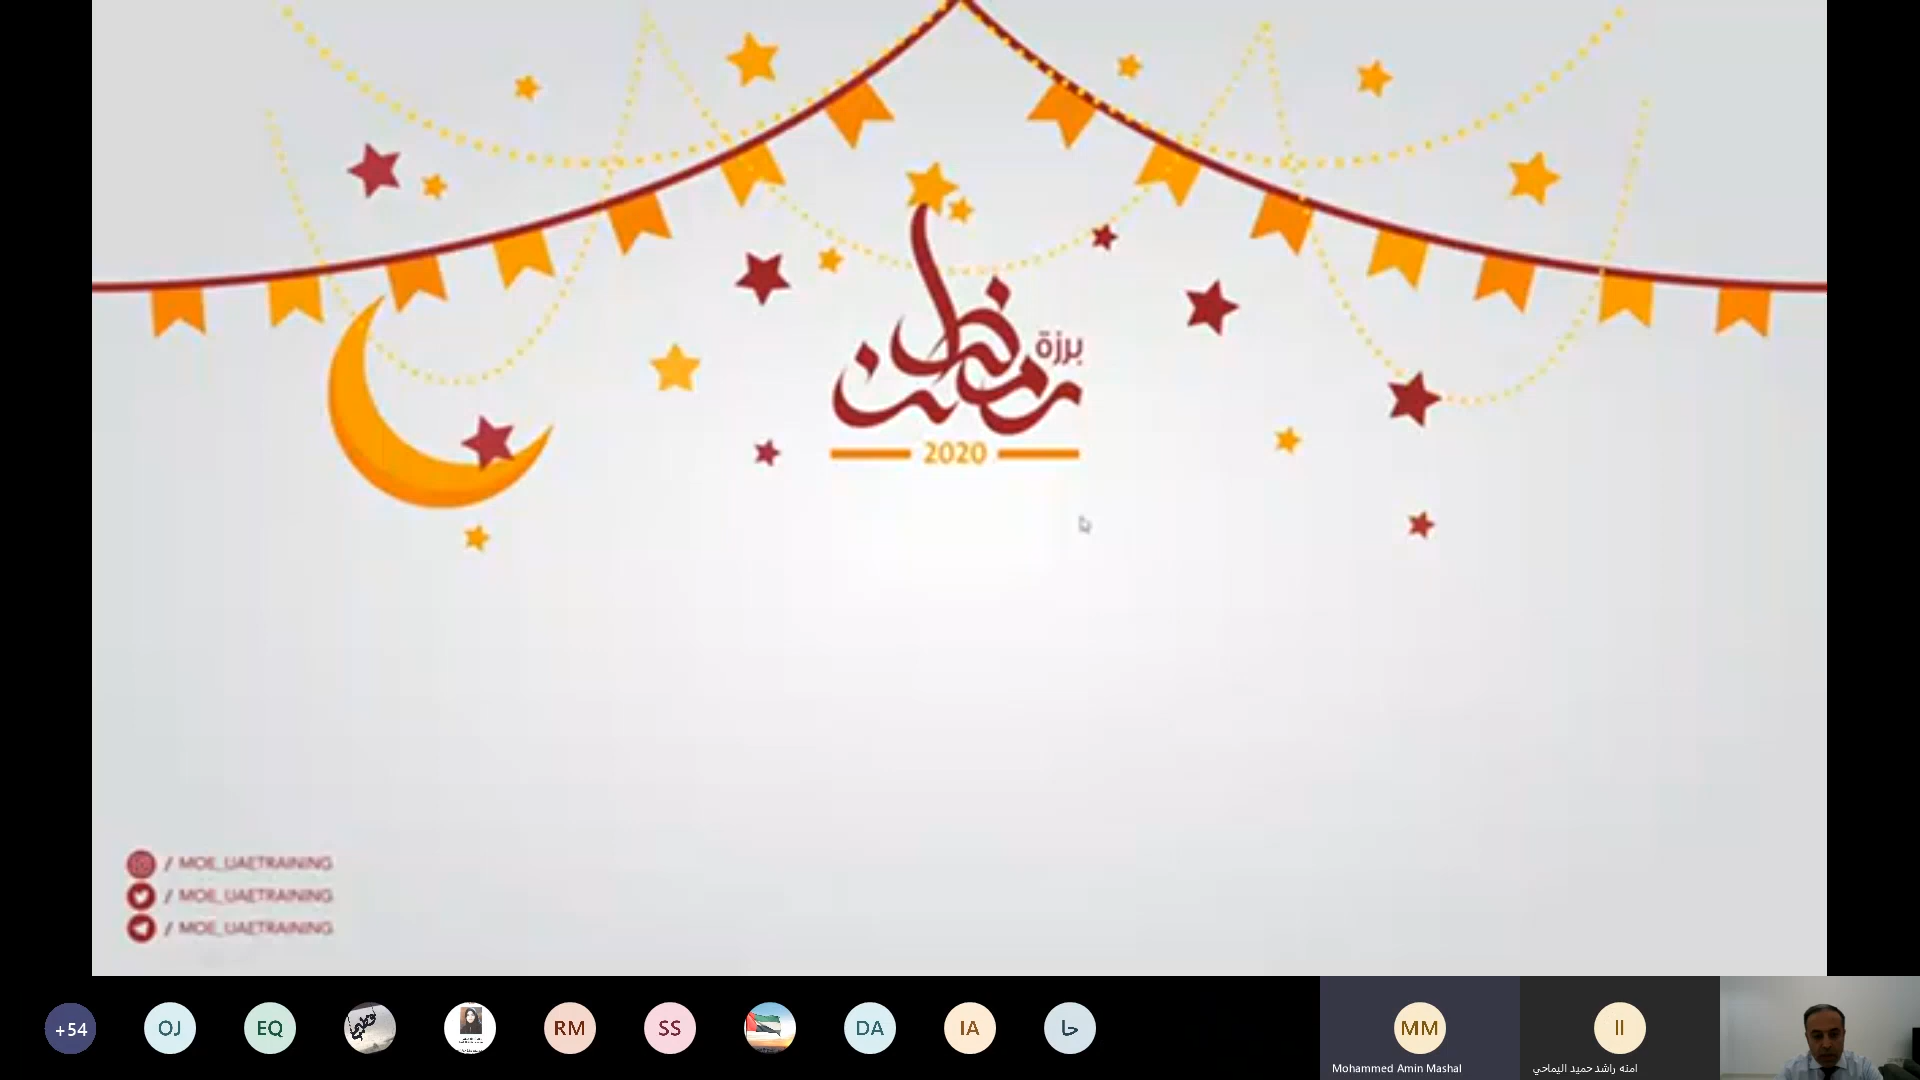 برزة
رمضان
2020
/ MOE_UAETRAINING
/ MOE_UAETRAINING
/ MOE_UAETRAINING
+54
OJ
EQ
RM
SS
DA
IA
حا
MM
Mohammed Amin Mashal
اا
امنه راشد حميد اليماحي